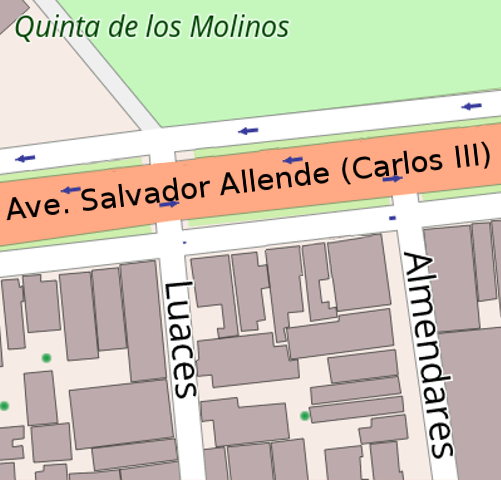 Quinta de los Molinos
Ave. Salvador Allende (Carlos III)
Luaces
Almendares